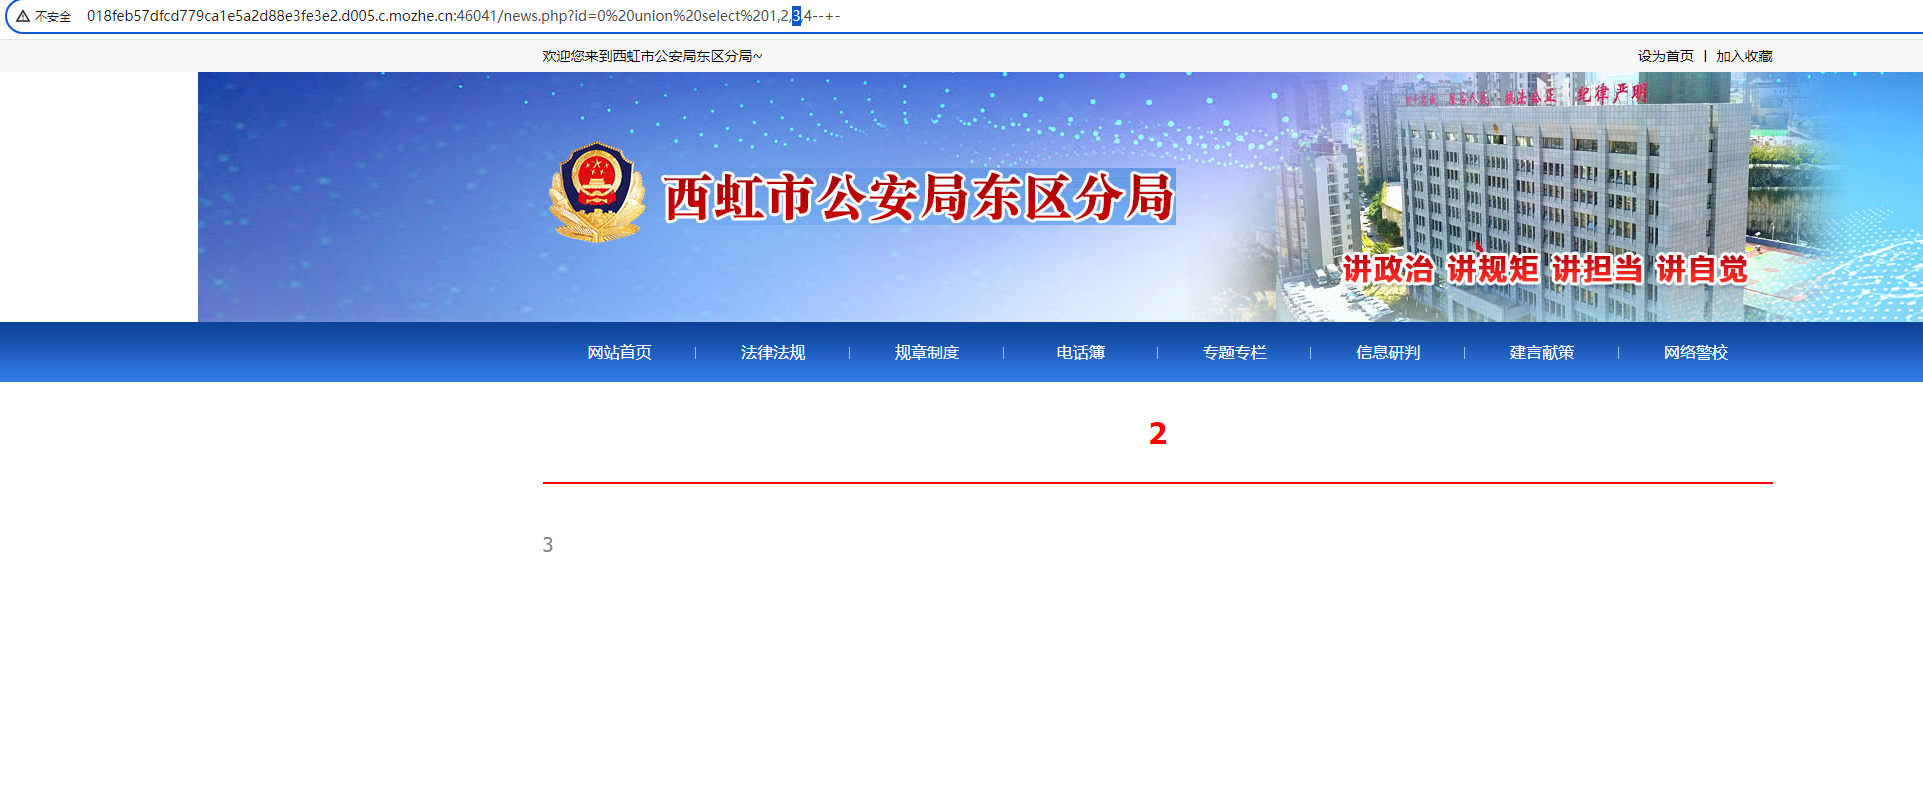 不安全 018feb57dfcd779ca1e5a2d88e3fe3e2.d005.c.mozhe.cn:46041/news.php?id=0%20union%20select%201,2,3,4--+-
欢迎您来到西虹市公安局东区分局~
设为首页 | 加入收藏
执法公正 纪律严明
西虹市公安局东区分局
讲政治 讲规矩 讲担当 讲自觉
网站首页 | 法律法规 | 规章制度 | 电话簿 | 专题专栏 | 信息研判 | 建言献策 | 网络警校
2
3